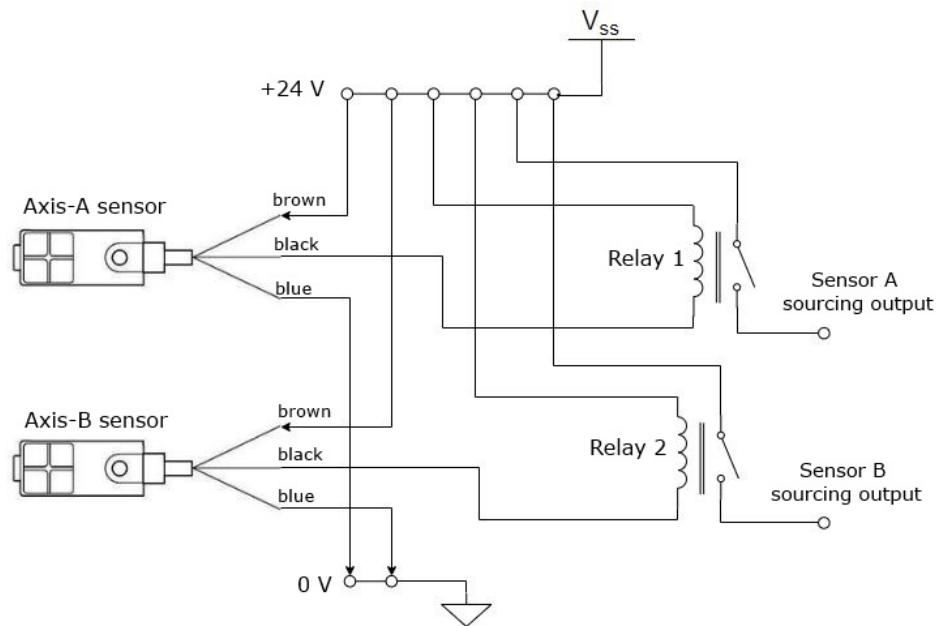 V_ss
+24 V
Axis-A sensor
brown
black
blue
Relay 1
Sensor A
sourcing output
Axis-B sensor
brown
black
blue
Relay 2
Sensor B
sourcing output
0 V